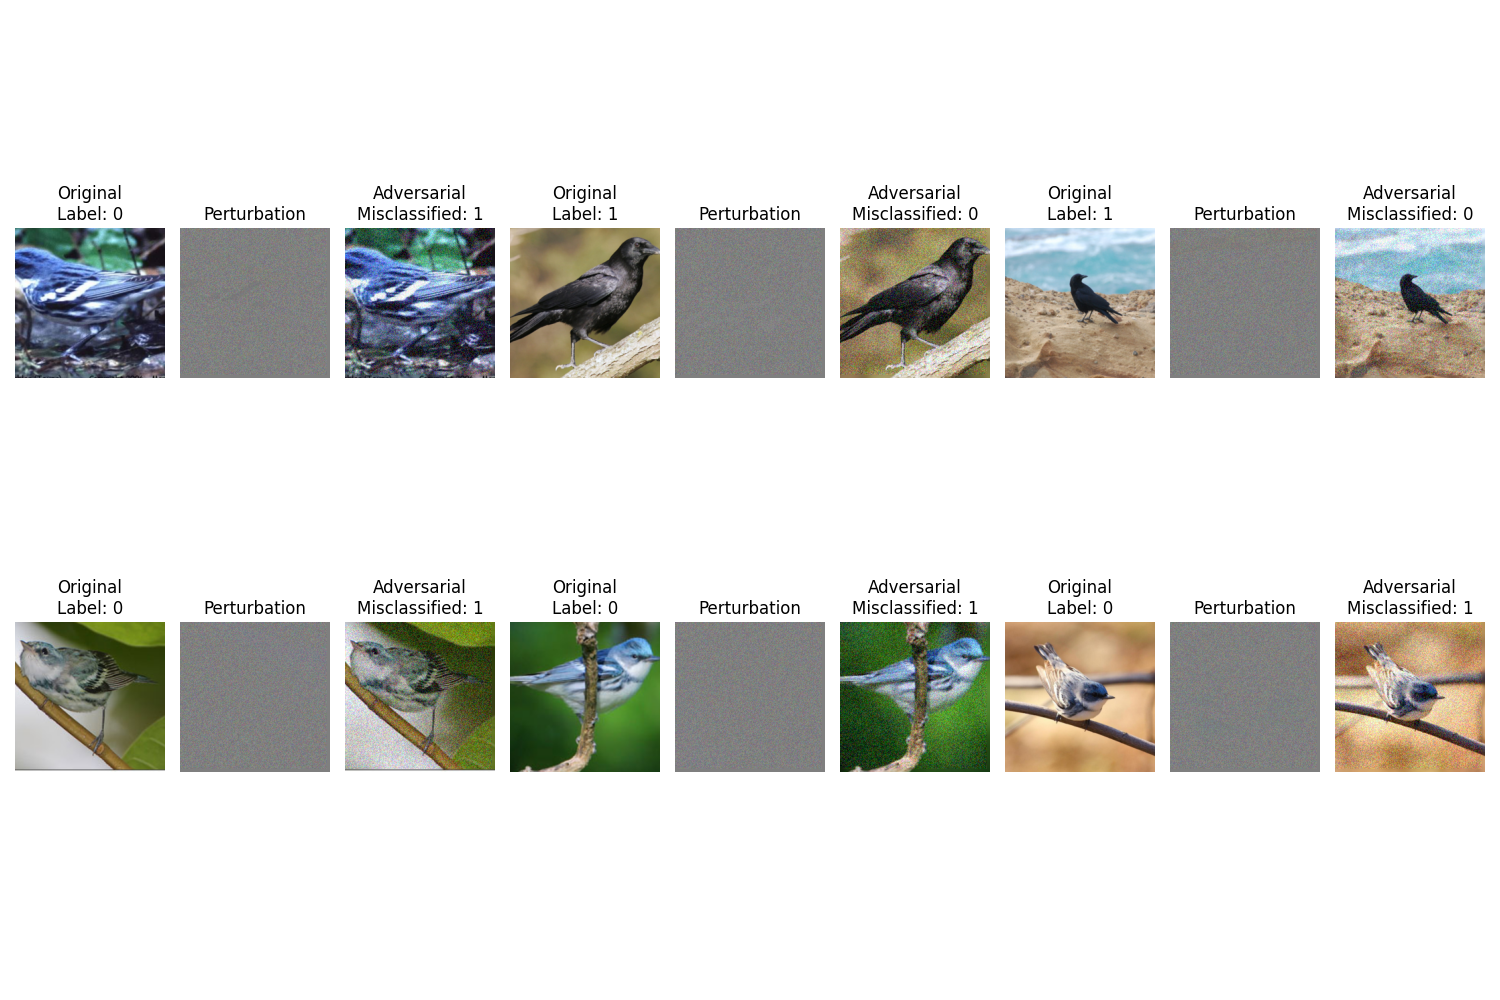 Original
Label: 0
Perturbation
Adversarial
Misclassified: 1
Original
Label: 1
Perturbation
Adversarial
Misclassified: 0
Original
Label: 1
Perturbation
Adversarial
Misclassified: 0
Original
Label: 0
Perturbation
Adversarial
Misclassified: 1
Original
Label: 0
Perturbation
Adversarial
Misclassified: 1
Original
Label: 0
Perturbation
Adversarial
Misclassified: 1